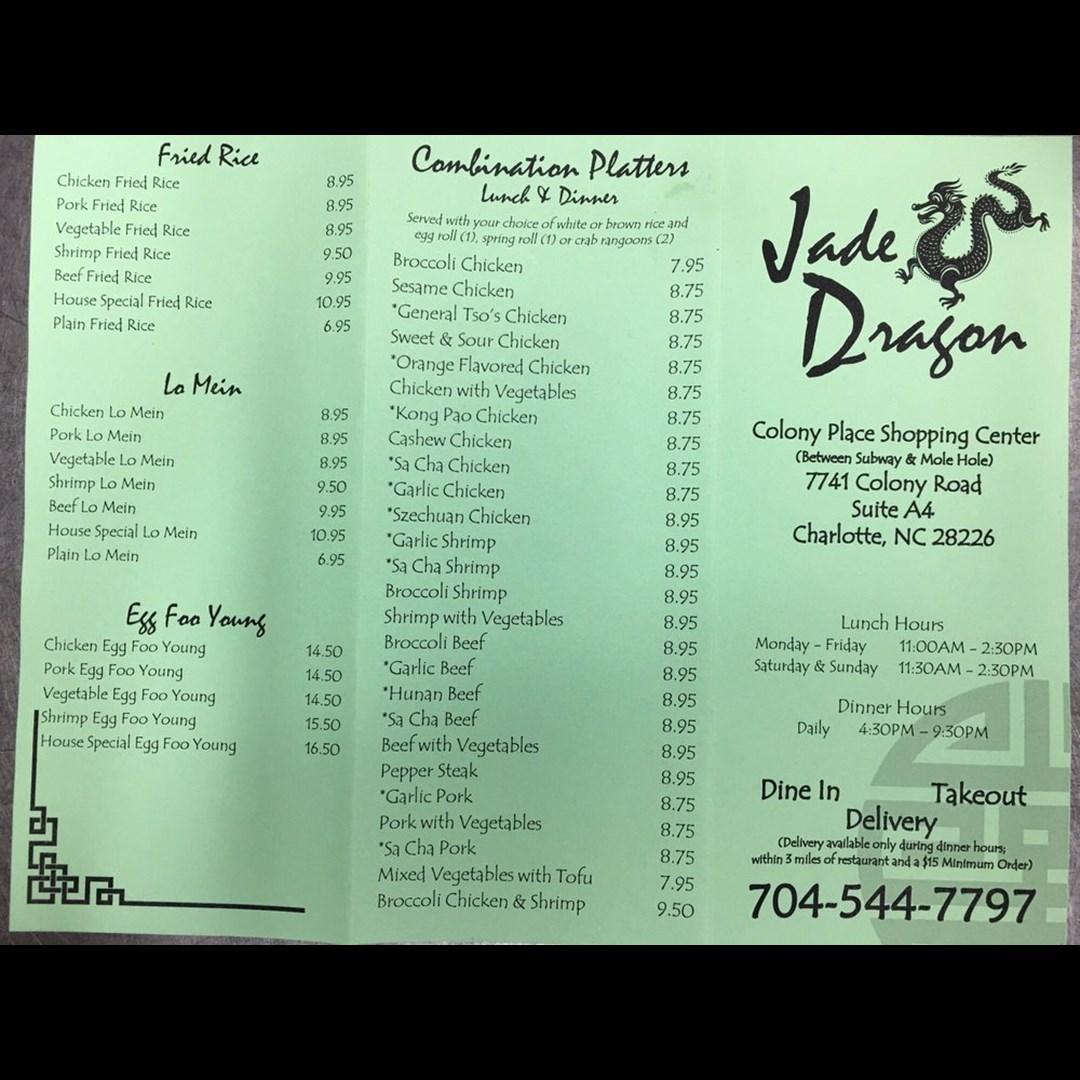 Fried Rice
Chicken Fried Rice 8.95
Pork Fried Rice 8.95
Vegetable Fried Rice 8.95
Shrimp Fried Rice 9.50
Beef Fried Rice 9.95
House Special Fried Rice 10.95
Plain Fried Rice 6.95
Lo Mein
Chicken Lo Mein 8.95
Pork Lo Mein 8.95
Vegetable Lo Mein 8.95
Shrimp Lo Mein 9.50
Beef Lo Mein 9.95
House Special Lo Mein 10.95
Plain Lo Mein 6.95
Egg Foo Young
Chicken Egg Foo Young 14.50
Pork Egg Foo Young 14.50
Vegetable Egg Foo Young 14.50
Shrimp Egg Foo Young 15.50
House Special Egg Foo Young 16.50
Combination Platters
Lunch & Dinner
Served with your choice of white or brown rice and
egg roll (1), spring roll (1) or crab rangoons (2)
Broccoli Chicken 7.95
Sesame Chicken 8.75
*General Tso's Chicken 8.75
Sweet & Sour Chicken 8.75
*Orange Flavored Chicken 8.75
Chicken with Vegetables 8.75
*Kong Pao Chicken 8.75
Cashew Chicken 8.75
*Sa Cha Chicken 8.75
*Garlic Chicken 8.75
*Szechuan Chicken 8.95
*Garlic Shrimp 8.95
*Sa Cha Shrimp 8.95
Broccoli Shrimp 8.95
Shrimp with Vegetables 8.95
Broccoli Beef 8.95
*Garlic Beef 8.95
*Hunan Beef 8.95
*Sa Cha Beef 8.95
Beef with Vegetables 8.95
Pepper Steak 8.95
*Garlic Pork 8.75
Pork with Vegetables 8.75
*Sa Cha Pork 8.75
Mixed Vegetables with Tofu 7.95
Broccoli Chicken & Shrimp 9.50
Jade
Dragon
Colony Place Shopping Center
(Between Subway & Mole Hole)
7741 Colony Road
Suite A4
Charlotte, NC 28226
Lunch Hours
Monday - Friday 11:00AM - 2:30PM
Saturday & Sunday 11:30AM - 2:30PM
Dinner Hours
Daily 4:30PM – 9:30PM
Dine In Takeout
Delivery
(Delivery available only during dinner hours;
within 3 miles of restaurant and a $15 Minimum Order)
704-544-7797